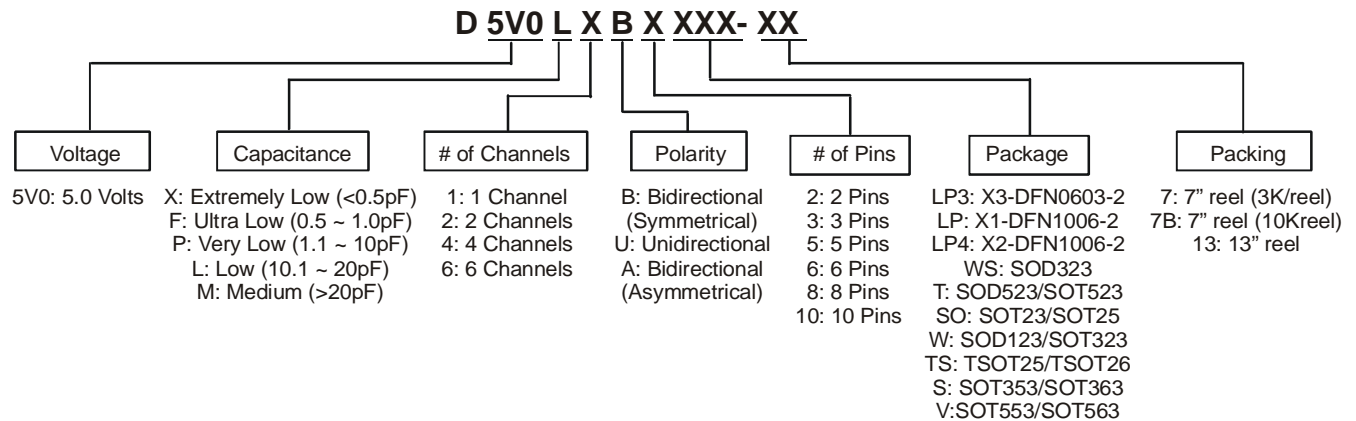 D 5V0 L X B X XXX- XX
Voltage
5V0: 5.0 Volts
Capacitance
X: Extremely Low (<0.5pF)
F: Ultra Low (0.5 ~ 1.0pF)
P: Very Low (1.1 ~ 10pF)
L: Low (10.1 ~ 20pF)
M: Medium (>20pF)
# of Channels
1: 1 Channel
2: 2 Channels
4: 4 Channels
6: 6 Channels
Polarity
B: Bidirectional
(Symmetrical)
U: Unidirectional
A: Bidirectional
(Asymmetrical)
# of Pins
2: 2 Pins
3: 3 Pins
5: 5 Pins
6: 6 Pins
8: 8 Pins
10: 10 Pins
Package
LP3: X3-DFN0603-2
LP: X1-DFN1006-2
LP4: X2-DFN1006-2
WS: SOD323
T: SOD523/SOT523
SO: SOT23/SOT25
W: SOD123/SOT323
TS: TSOT25/TSOT26
S: SOT353/SOT363
V:SOT553/SOT563
Packing
7: 7” reel (3K/reel)
7B: 7” reel (10Kreel)
13: 13” reel